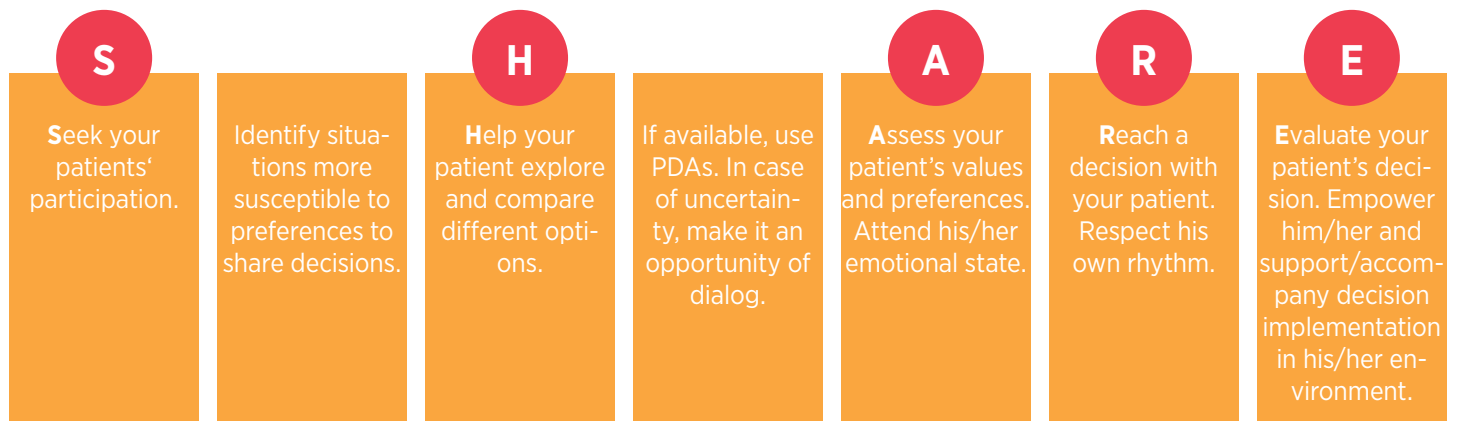 S
Seek your
patients‘
participation.
Identify situa-
tions more
susceptible to
preferences to
share decisions.
H
Help your
patient explore
and compare
different opti-
ons.
If available, use
PDAs. In case
of uncertain-
ty, make it an
opportunity of
dialog.
A
Assess your
patient’s values
and preferences.
Attend his/her
emotional state.
R
Reach a
decision with
your patient.
Respect his
own rhythm.
E
Evaluate your
patient’s deci-
sion. Empower
him/her and
support/accom-
pany decision
implementation
in his/her en-
vironment.